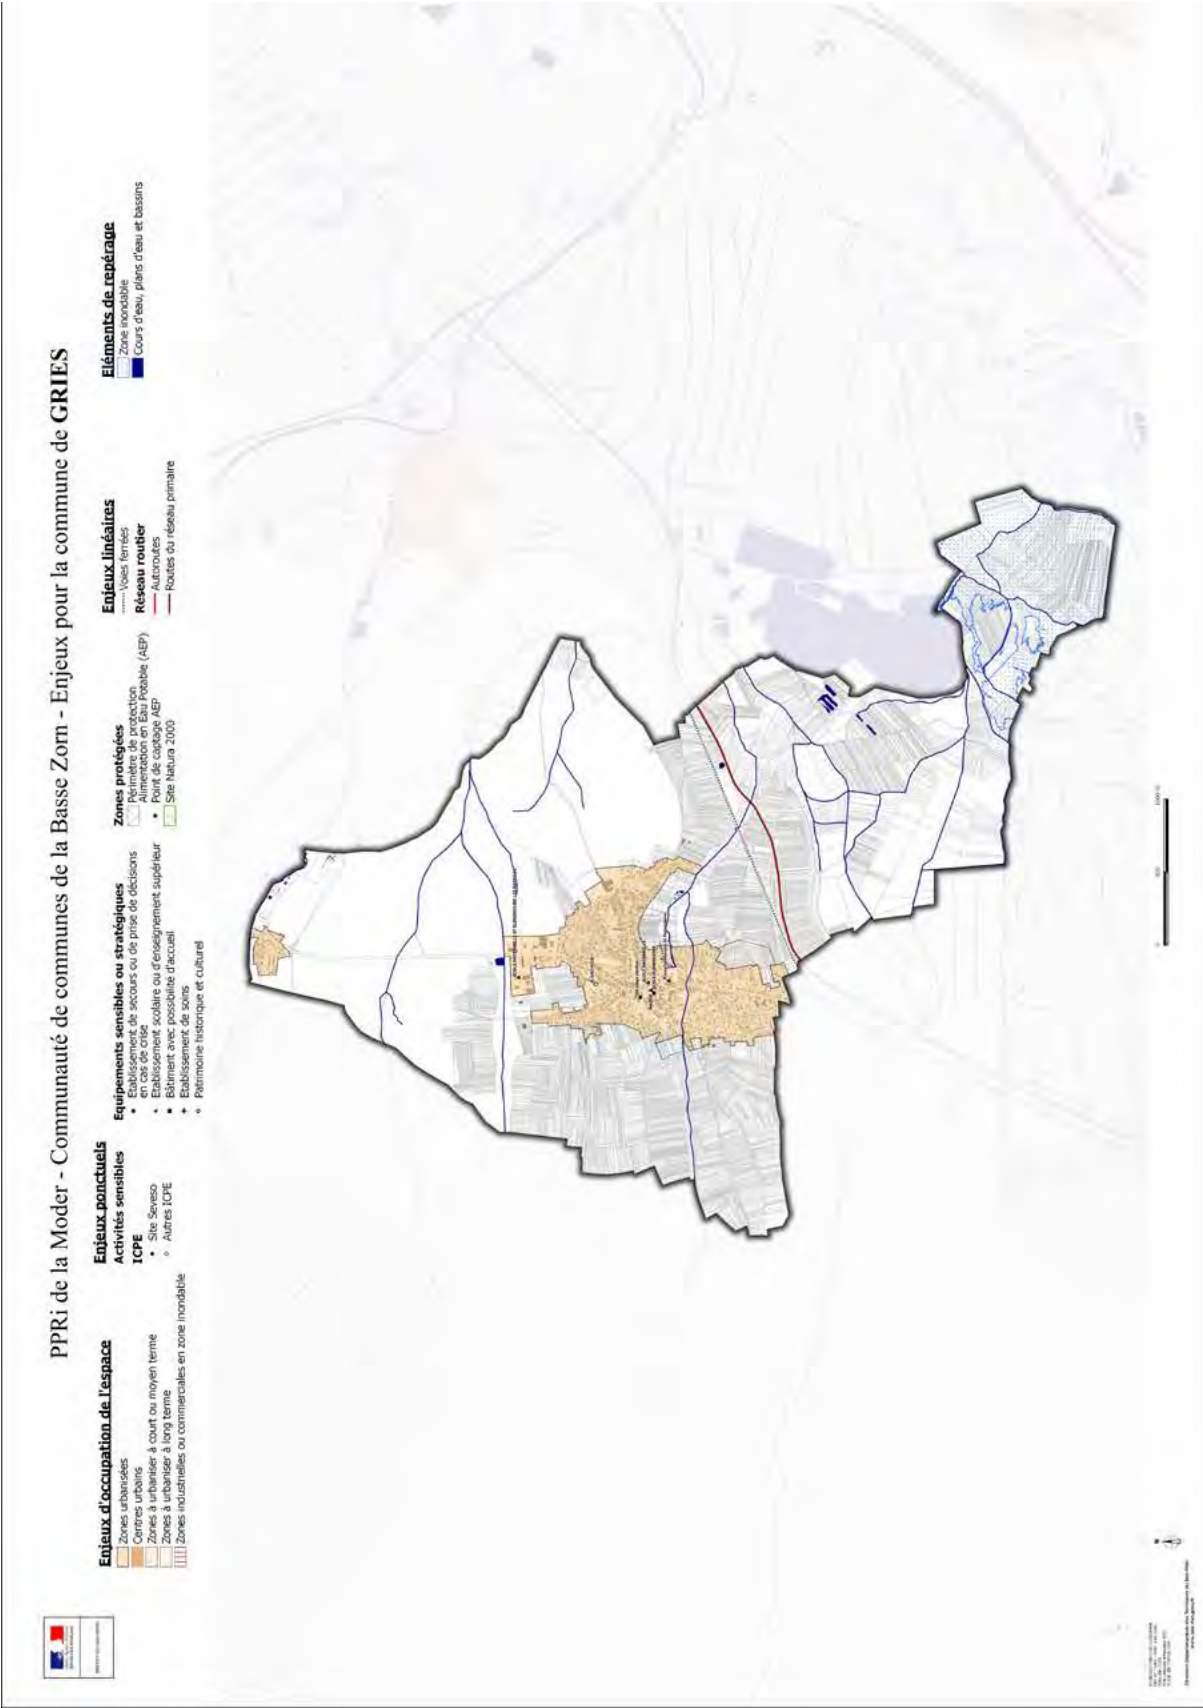 PPRi de la Moder - Communauté de communes de la Basse Zorn - Enjeux pour la commune de GRIES
Enjeux d'occupation de l'espace
Zones urbanisées
Centres urbains
Zones à urbaniser à court ou moyen terme
Zones à urbaniser à long terme
Zones industrielles ou commerciales en zone inondable
Enjeux ponctuels
Activités sensibles
ICPE
Site Seveso
Autres ICPE
Equipements sensibles ou stratégiques
Etablissement de secours ou de prise de décisions
en cas de crise
Etablissement scolaire ou d'enseignement supérieur
Bâtiment avec possibilité d'accueil
Etablissement de soins
Patrimoine historique et culturel
Zones protégées
Périmètre de protection
Alimentation en Eau Potable (AEP)
Point de captage AEP
Site Natura 2000
Enjeux linéaires
Voies ferrées
Réseau routier
Autoroutes
Routes du réseau primaire
Eléments de repérage
Zone inondable
Cours d'eau, plans d'eau et bassins
0
500
N